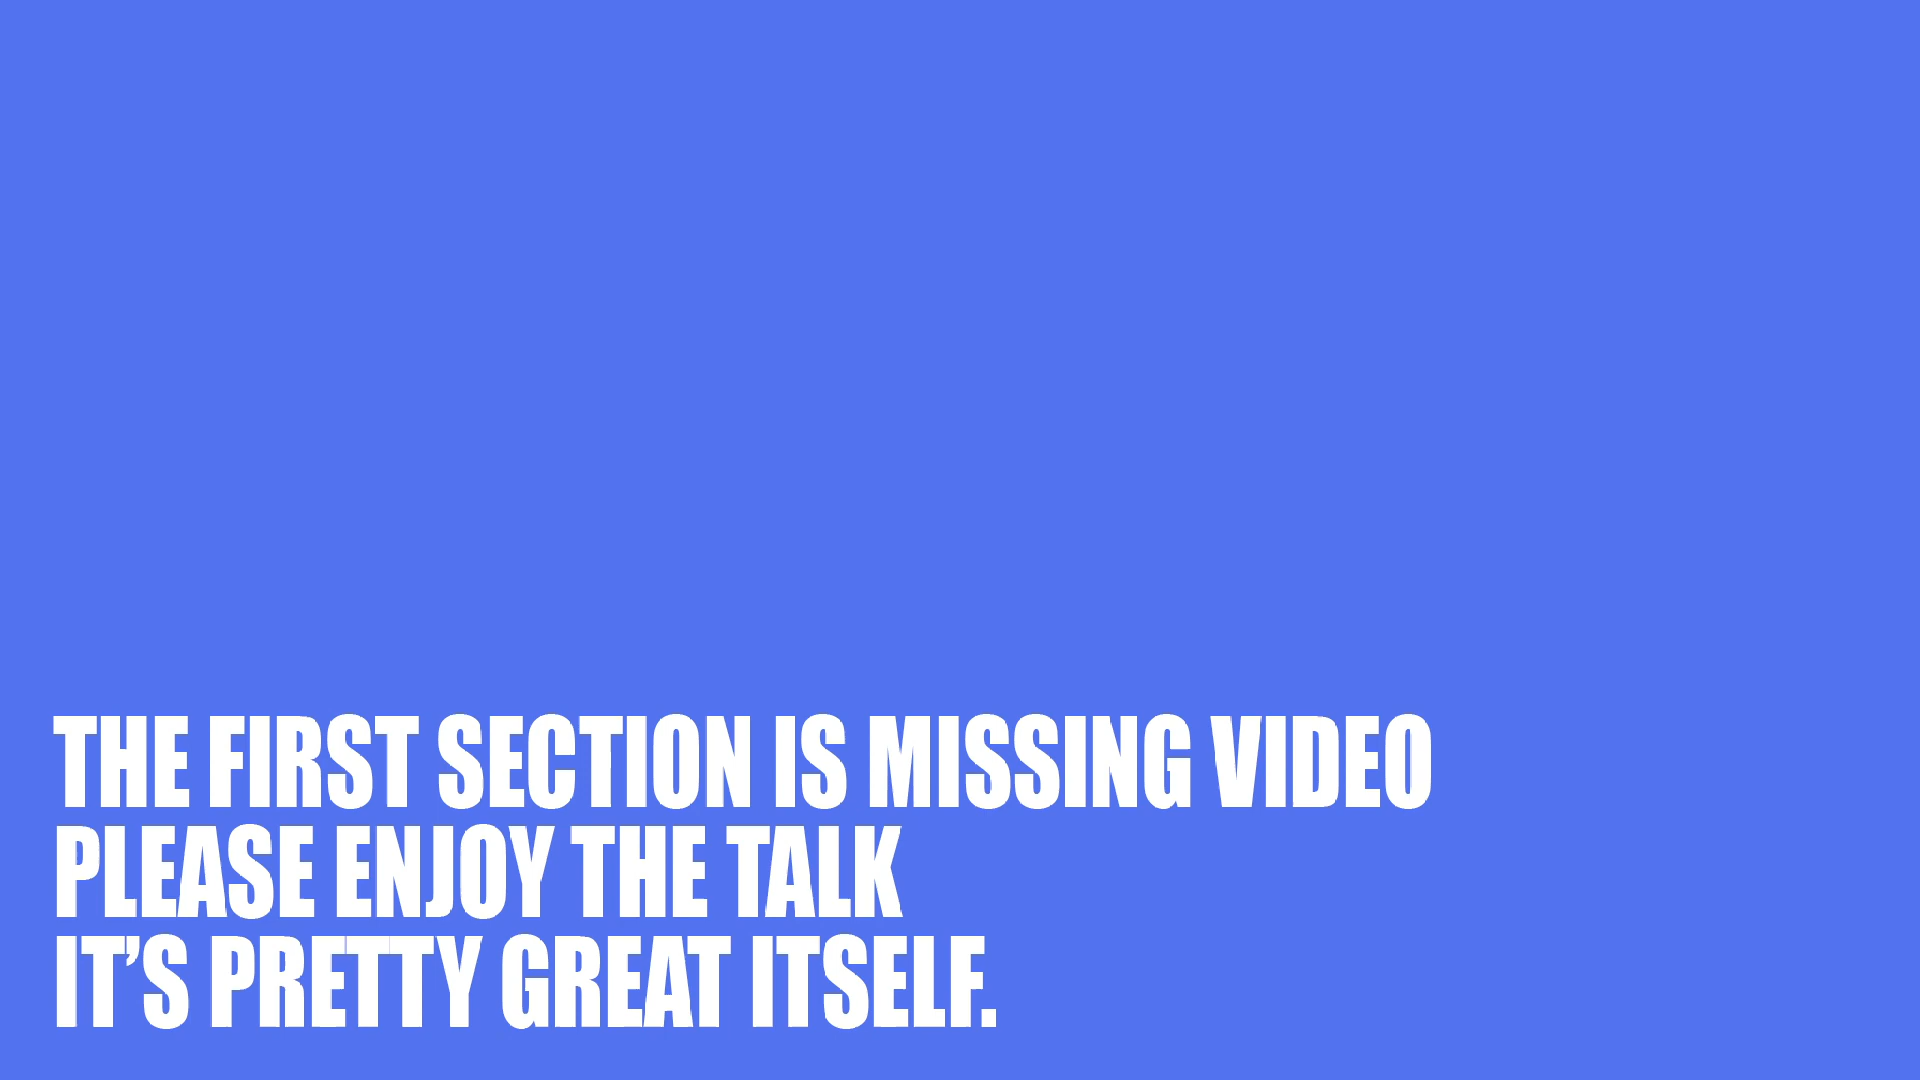 THE FIRST SECTION IS MISSING VIDEO
PLEASE ENJOY THE TALK
IT’S PRETTY GREAT ITSELF.